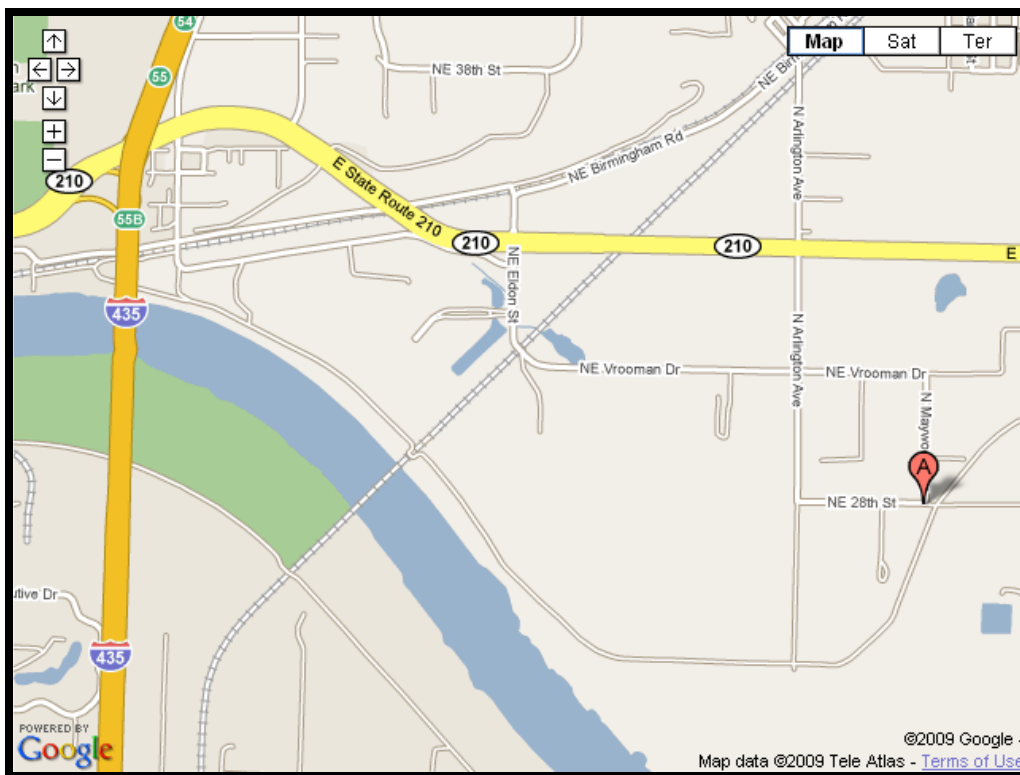 54
Map Sat Ter
NE 38th St
55
ark
NE Birmingham Rd
N Arlington Ave
210
55B
E State Route 210
210
210
E
NE Eldon St
435
N Arlington Ave
NE Vrooman Dr
NE Vrooman Dr
N Maywo
A
NE 28th St
utive Dr
435
POWERED BY
Google
©2009 Google -
Map data ©2009 Tele Atlas - Terms of Use